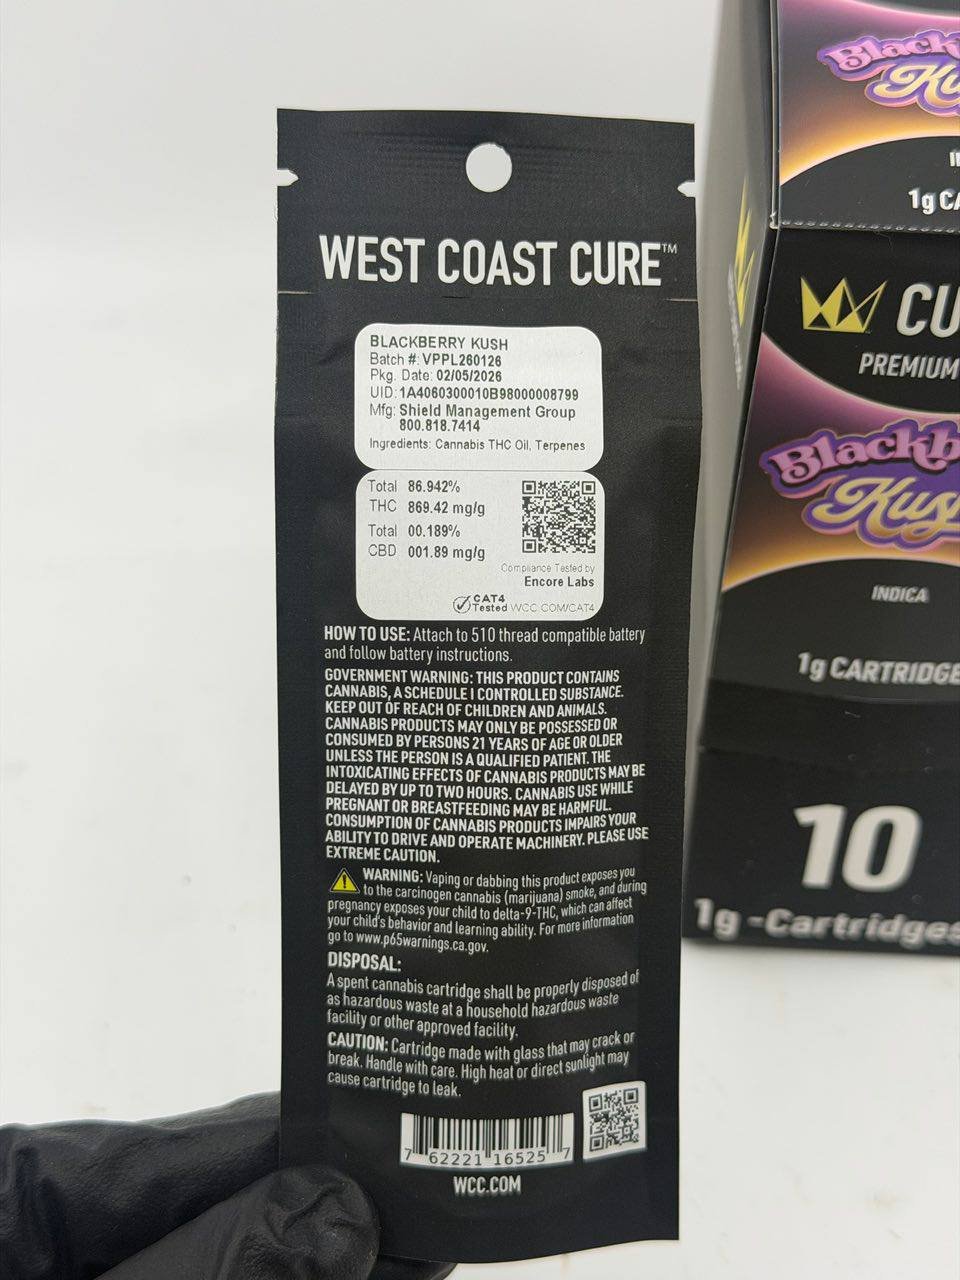 WEST COAST CURE™
BLACKBERRY KUSH
Batch #: VPPL260126
Pkg. Date: 02/05/2026
UID: 1A4060300010B98000008799
Mfg: Shield Management Group
800.818.7414
Ingredients: Cannabis THC Oil, Terpenes
Total 86.942%
THC 869.42 mg/g
Total 00.189%
CBD 001.89 mg/g
Compliance Tested by
Encore Labs
CAT4
Tested WCC.COM/CAT4
HOW TO USE: Attach to 510 thread compatible battery
and follow battery instructions.
GOVERNMENT WARNING: THIS PRODUCT CONTAINS
CANNABIS, A SCHEDULE I CONTROLLED SUBSTANCE.
KEEP OUT OF REACH OF CHILDREN AND ANIMALS.
CANNABIS PRODUCTS MAY ONLY BE POSSESSED OR
CONSUMED BY PERSONS 21 YEARS OF AGE OR OLDER
UNLESS THE PERSON IS A QUALIFIED PATIENT. THE
INTOXICATING EFFECTS OF CANNABIS PRODUCTS MAY BE
DELAYED BY UP TO TWO HOURS. CANNABIS USE WHILE
PREGNANT OR BREASTFEEDING MAY BE HARMFUL.
CONSUMPTION OF CANNABIS PRODUCTS IMPAIRS YOUR
ABILITY TO DRIVE AND OPERATE MACHINERY. PLEASE USE
EXTREME CAUTION.
WARNING: Vaping or dabbing this product exposes you
to the carcinogen cannabis (marijuana) smoke, and during
pregnancy exposes your child to delta-9-THC, which can affect
your child's behavior and learning ability. For more information
go to www.p65warnings.ca.gov.
DISPOSAL:
A spent cannabis cartridge shall be properly disposed of
as hazardous waste at a household hazardous waste
facility or other approved facility.
CAUTION: Cartridge made with glass that may crack or
break. Handle with care. High heat or direct sunlight may
cause cartridge to leak.
7 62221 16525 7
WCC.COM
Black
Ku
1g CA
CU
PREMIUM
Blackb
Kus
INDICA
1g CARTRIDGE
10
1g -Cartridges